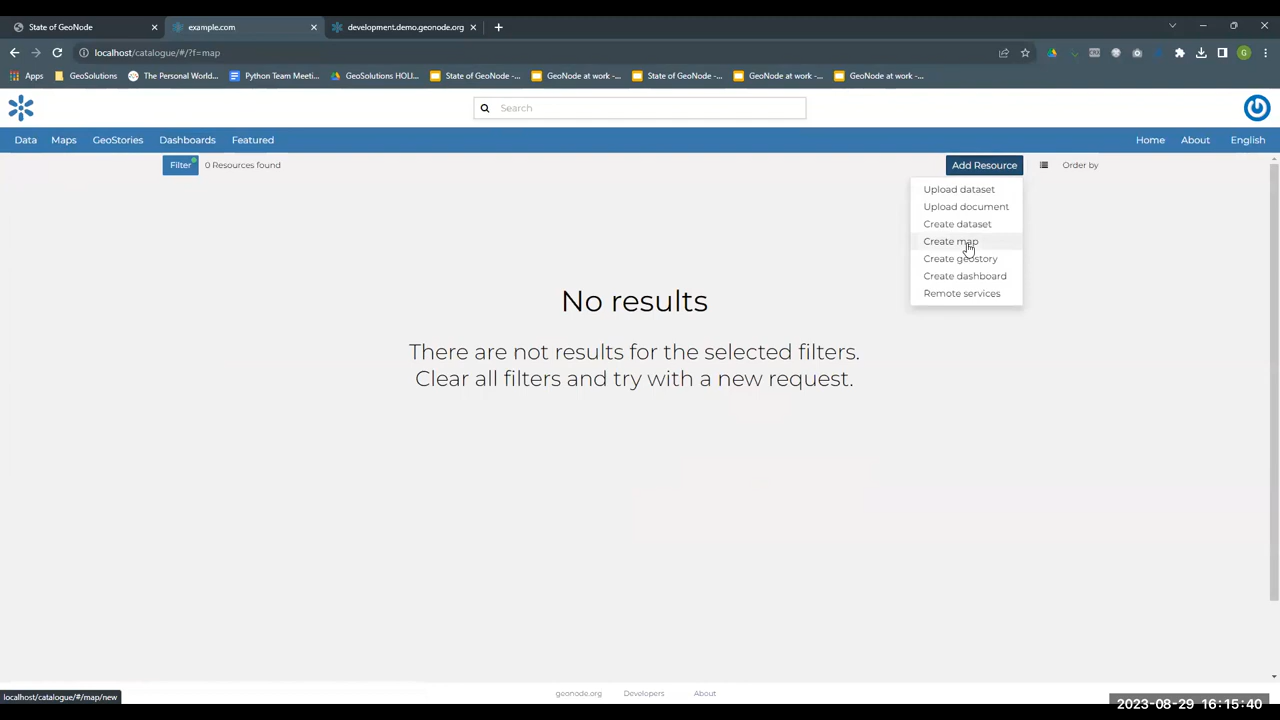 State of GeoNode
example.com
development.demo.geonode.org
localhost/catalogue/#/?f=map
Apps
GeoSolutions
The Personal World...
Python Team Meeti...
GeoSolutions HOLI...
State of GeoNode -...
GeoNode at work -...
State of GeoNode -...
GeoNode at work -...
GeoNode at work -...
G
Search
Data
Maps
GeoStories
Dashboards
Featured
Home
About
English
Filter
0 Resources found
Add Resource
Order by
Upload dataset
Upload document
Create dataset
Create map
Create geostory
Create dashboard
Remote services
No results
There are not results for the selected filters.
Clear all filters and try with a new request.
localhost/catalogue/#/map/new
geonode.org
Developers
About
2023-08-29 16:15:40